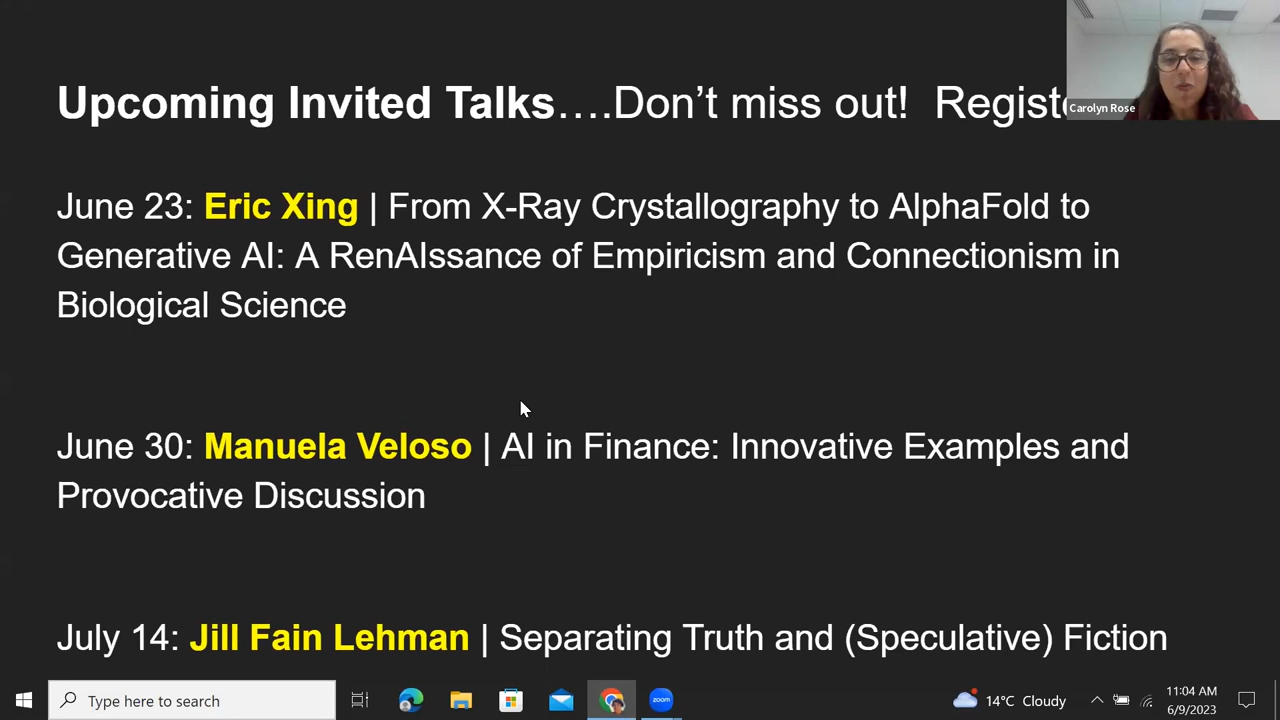 Upcoming Invited Talks….Don’t miss out!
Carolyn Rose
June 23: Eric Xing | From X-Ray Crystallography to AlphaFold to
Generative AI: A RenAIssance of Empiricism and Connectionism in
Biological Science
June 30: Manuela Veloso | AI in Finance: Innovative Examples and
Provocative Discussion
July 14: Jill Fain Lehman | Separating Truth and (Speculative) Fiction
Type here to search
zoom
14°C Cloudy
11:04 AM
6/9/2023